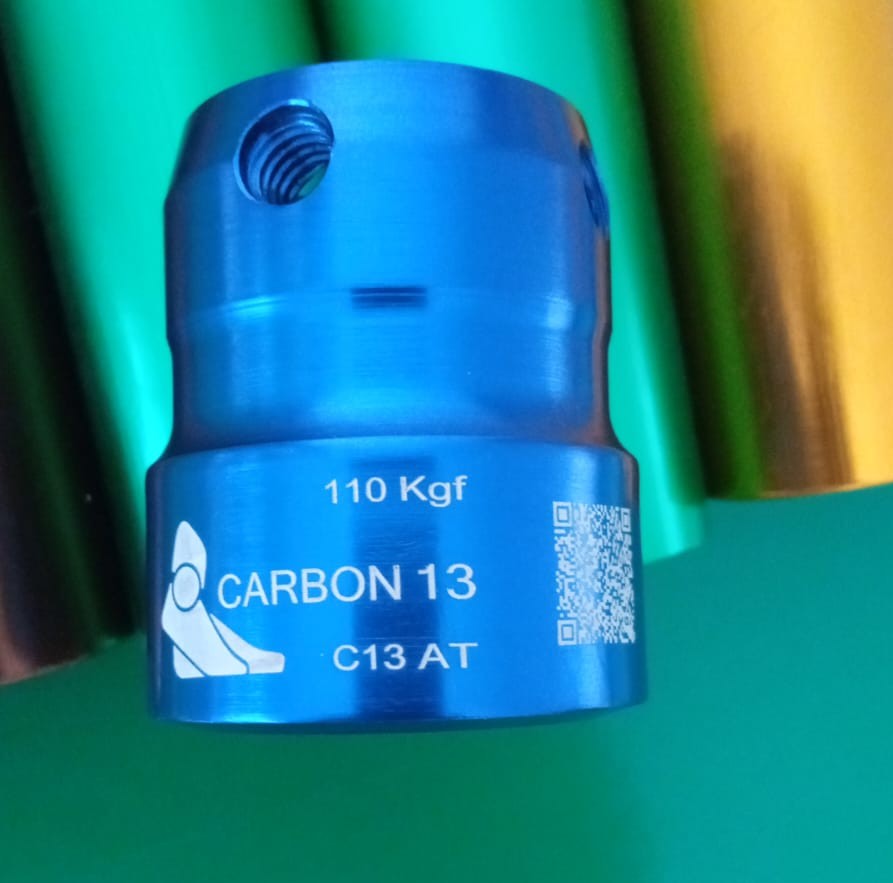 110 Kgf
CARBON 13
C13 AT